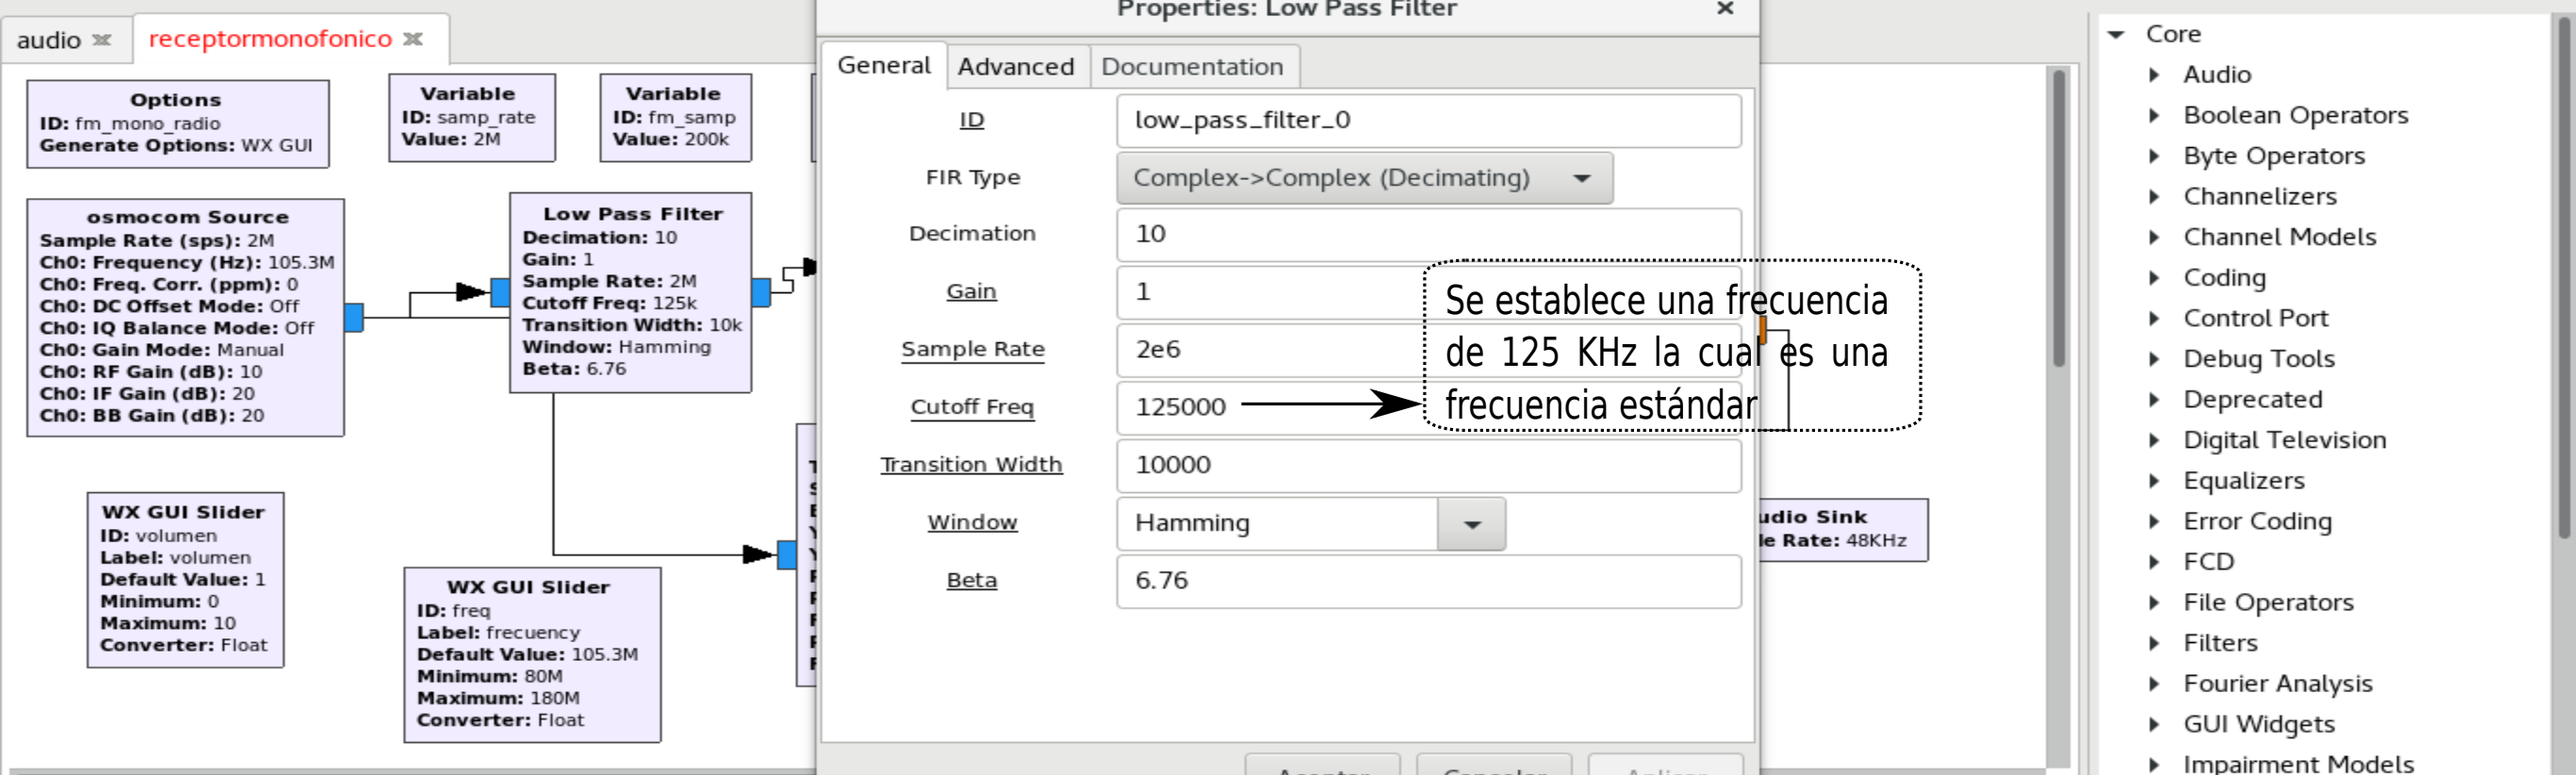 audio
receptormonofonico
Options
ID: fm_mono_radio
Generate Options: WX GUI
Variable
ID: samp_rate
Value: 2M
Variable
ID: fm_samp
Value: 200k
osmocom Source
Sample Rate (sps): 2M
Ch0: Frequency (Hz): 105.3M
Ch0: Freq. Corr. (ppm): 0
Ch0: DC Offset Mode: Off
Ch0: IQ Balance Mode: Off
Ch0: Gain Mode: Manual
Ch0: RF Gain (dB): 10
Ch0: IF Gain (dB): 20
Ch0: BB Gain (dB): 20
Low Pass Filter
Decimation: 10
Gain: 1
Sample Rate: 2M
Cutoff Freq: 125k
Transition Width: 10k
Window: Hamming
Beta: 6.76
WX GUI Slider
ID: volumen
Label: volumen
Default Value: 1
Minimum: 0
Maximum: 10
Converter: Float
WX GUI Slider
ID: freq
Label: frecuency
Default Value: 105.3M
Minimum: 80M
Maximum: 180M
Converter: Float
Properties: Low Pass Filter
General Advanced Documentation
ID low_pass_filter_0
FIR Type Complex->Complex (Decimating)
Decimation 10
Gain 1
Sample Rate 2e6
Cutoff Freq 125000
Transition Width 10000
Window Hamming
Beta 6.76
Se establece una frecuencia
de 125 KHz la cual es una
frecuencia estándar
Sink
Rate: 48KHz
Core
Audio
Boolean Operators
Byte Operators
Channelizers
Channel Models
Coding
Control Port
Debug Tools
Deprecated
Digital Television
Equalizers
Error Coding
FCD
File Operators
Filters
Fourier Analysis
GUI Widgets
Impairment Models